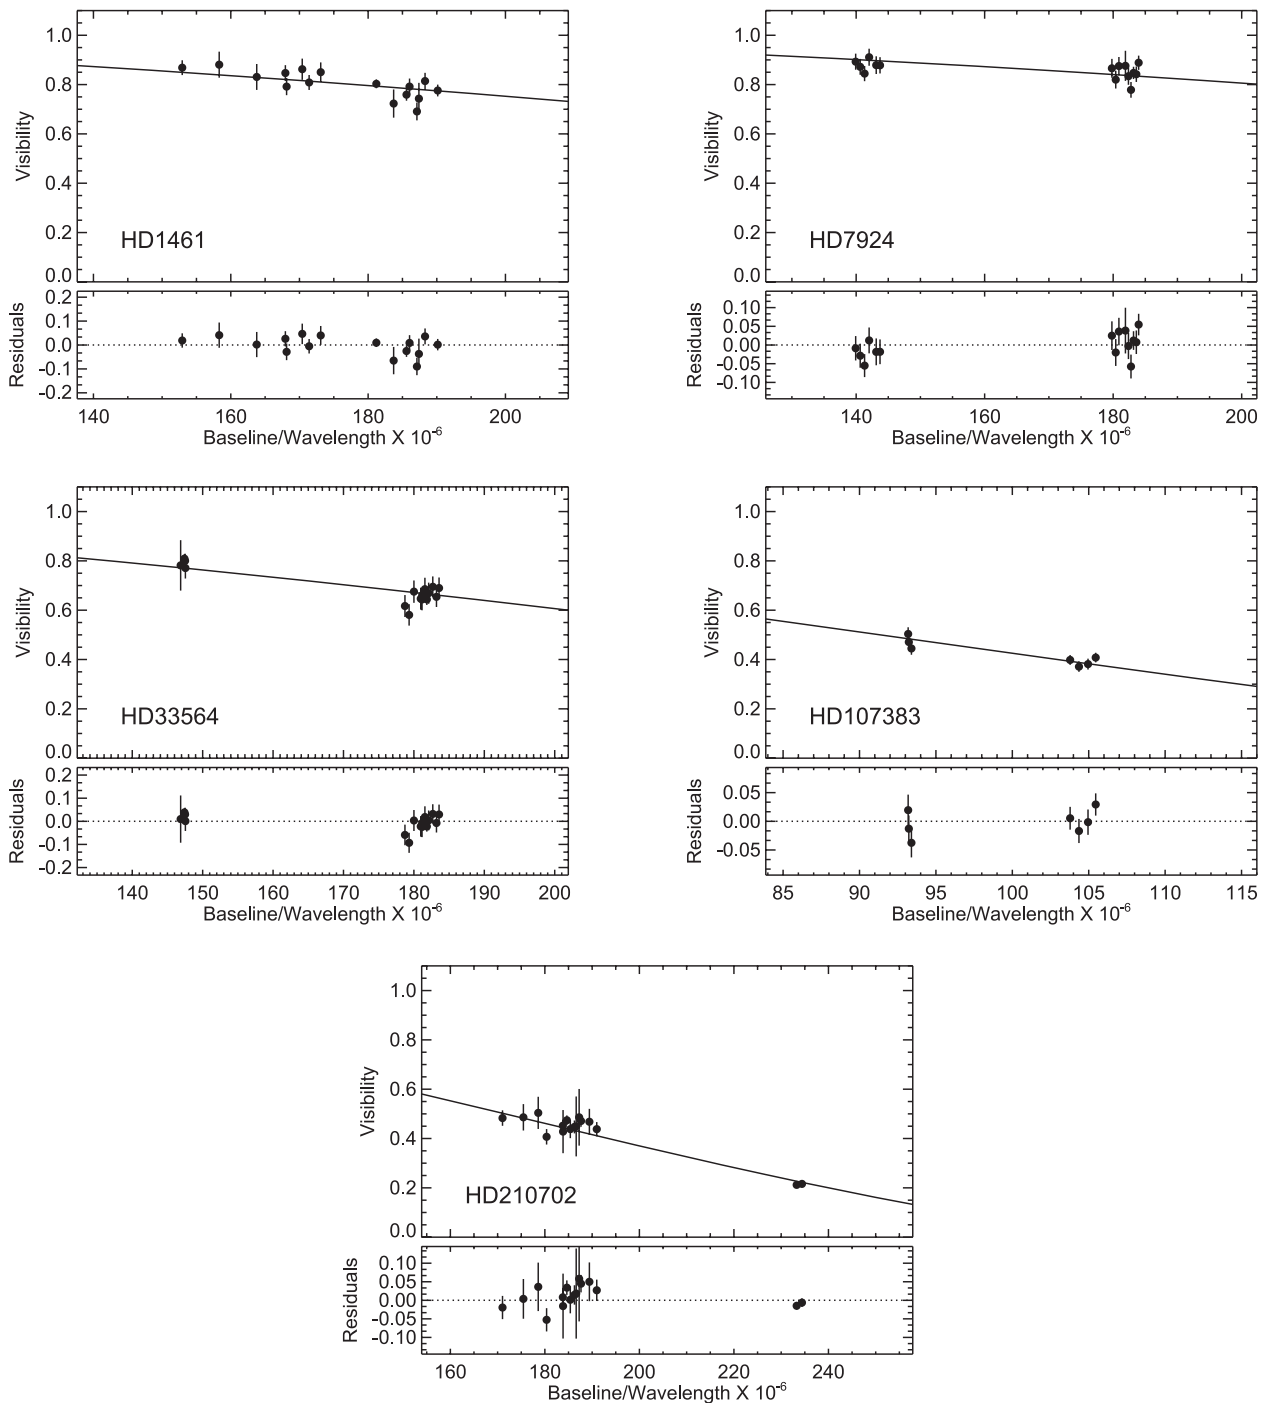 1.0
0.8
0.6
0.4
0.2
0.0
Visibility
HD1461
0.2
0.1
0.0
-0.1
-0.2
Residuals
140 160 180 200
Baseline/Wavelength X 10⁻⁶
1.0
0.8
0.6
0.4
0.2
0.0
Visibility
HD7924
0.10
0.05
0.00
-0.05
-0.10
Residuals
140 160 180 200
Baseline/Wavelength X 10⁻⁶
1.0
0.8
0.6
0.4
0.2
0.0
Visibility
HD33564
0.2
0.1
0.0
-0.1
-0.2
Residuals
140 150 160 170 180 190 200
Baseline/Wavelength X 10⁻⁶
1.0
0.8
0.6
0.4
0.2
0.0
Visibility
HD107383
0.05
0.00
-0.05
Residuals
85 90 95 100 105 110 115
Baseline/Wavelength X 10⁻⁶
1.0
0.8
0.6
0.4
0.2
0.0
Visibility
HD210702
0.10
0.05
0.00
-0.05
-0.10
Residuals
160 180 200 220 240
Baseline/Wavelength X 10⁻⁶